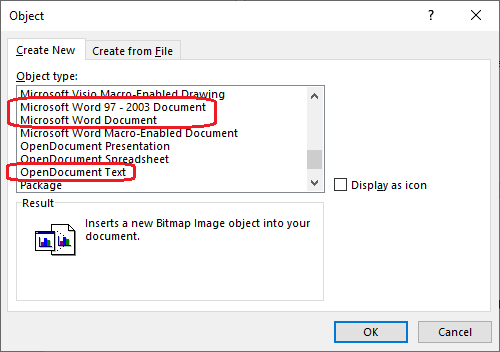 Object
Create New
Create from File
Object type:
Microsoft Visio Macro-Enabled Drawing
Microsoft Word 97 - 2003 Document
Microsoft Word Document
Microsoft Word Macro-Enabled Document
OpenDocument Presentation
OpenDocument Spreadsheet
OpenDocument Text
Package
Display as icon
Result
Inserts a new Bitmap Image object into your
document.
OK
Cancel